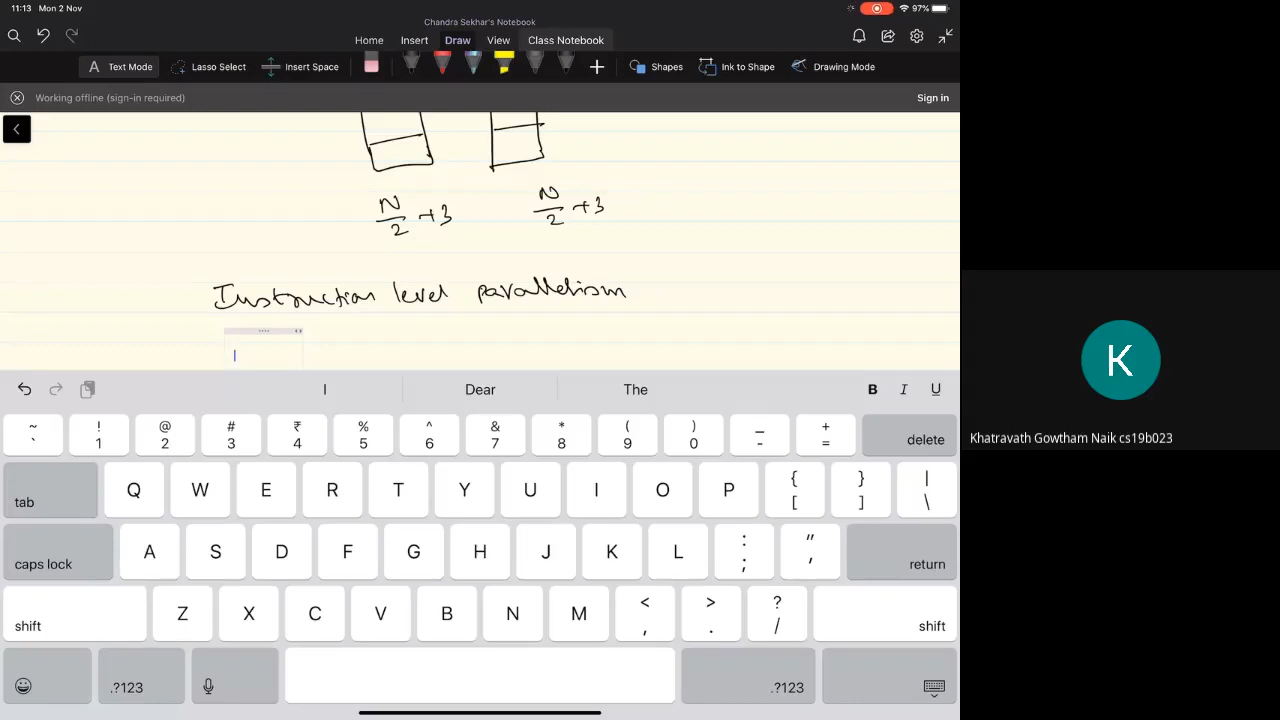 11:13 Mon 2 Nov
97%
Chandra Sekhar's Notebook
Home Insert Draw View Class Notebook
A Text Mode Lasso Select Insert Space + Shapes Ink to Shape Drawing Mode
Working offline (sign-in required) Sign in
N/2 +3 N/2 +3
Instruction level parallelism
I Dear The B I U
~ ! @ # ₹ % ^ & * ( ) _ +
` 1 2 3 4 5 6 7 8 9 0 - = delete
tab Q W E R T Y U I O P { [ } ] | \
caps lock A S D F G H J K L : ; " ' return
shift Z X C V B N M < , > . ? / shift
.?123 .?123
K
Khatravath Gowtham Naik cs19b023